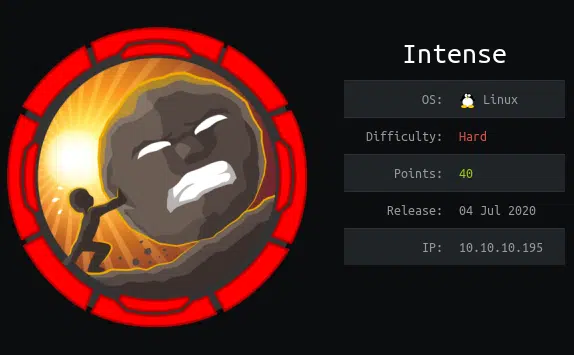 Intense
OS: Linux
Difficulty: Hard
Points: 40
Release: 04 Jul 2020
IP: 10.10.10.195